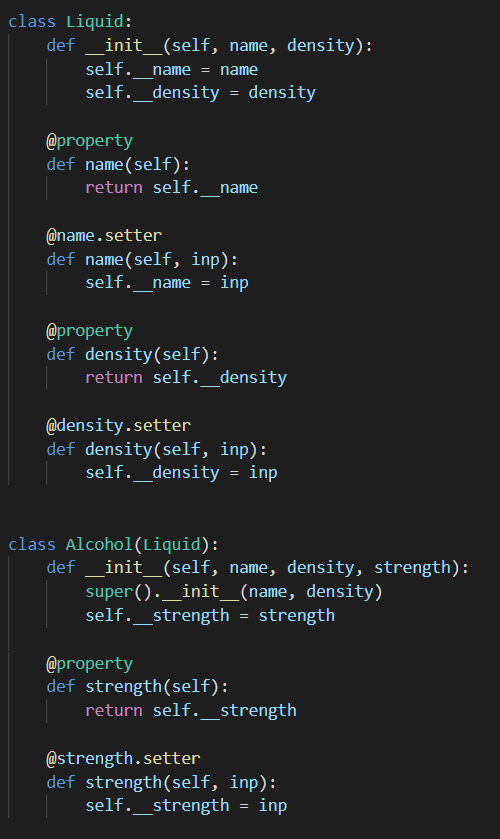 class Liquid:
    def __init__(self, name, density):
        self.__name = name
        self.__density = density

    @property
    def name(self):
        return self.__name

    @name.setter
    def name(self, inp):
        self.__name = inp

    @property
    def density(self):
        return self.__density

    @density.setter
    def density(self, inp):
        self.__density = inp


class Alcohol(Liquid):
    def __init__(self, name, density, strength):
        super().__init__(name, density)
        self.__strength = strength

    @property
    def strength(self):
        return self.__strength

    @strength.setter
    def strength(self, inp):
        self.__strength = inp